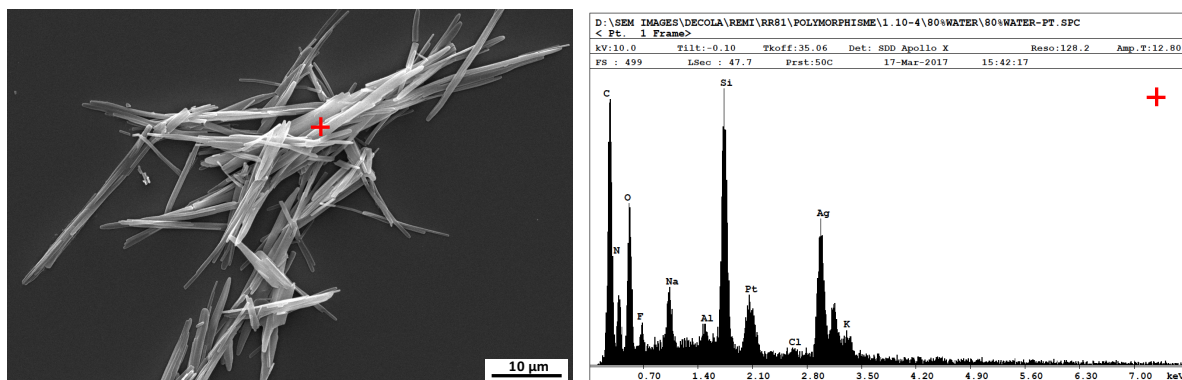 10 µm
D:\SEM IMAGES\DECOLA\REMI\RR81\POLYMORPHISME\1.10-4\80%WATER\80%WATER-PT.SPC
< Pt. 1 Frame>
kV:10.0 Tilt:-0.10 Tkoff:35.06 Det: SDD Apollo X Reso:128.2 Amp.T:12.80
FS : 499 LSec : 47.7 Prst:50C 17-Mar-2017 15:42:17
C
Si
O
Ag
N
Na
Pt
F
Al
K
Cl
0.70 1.40 2.10 2.80 3.50 4.20 4.90 5.60 6.30 7.00 keV